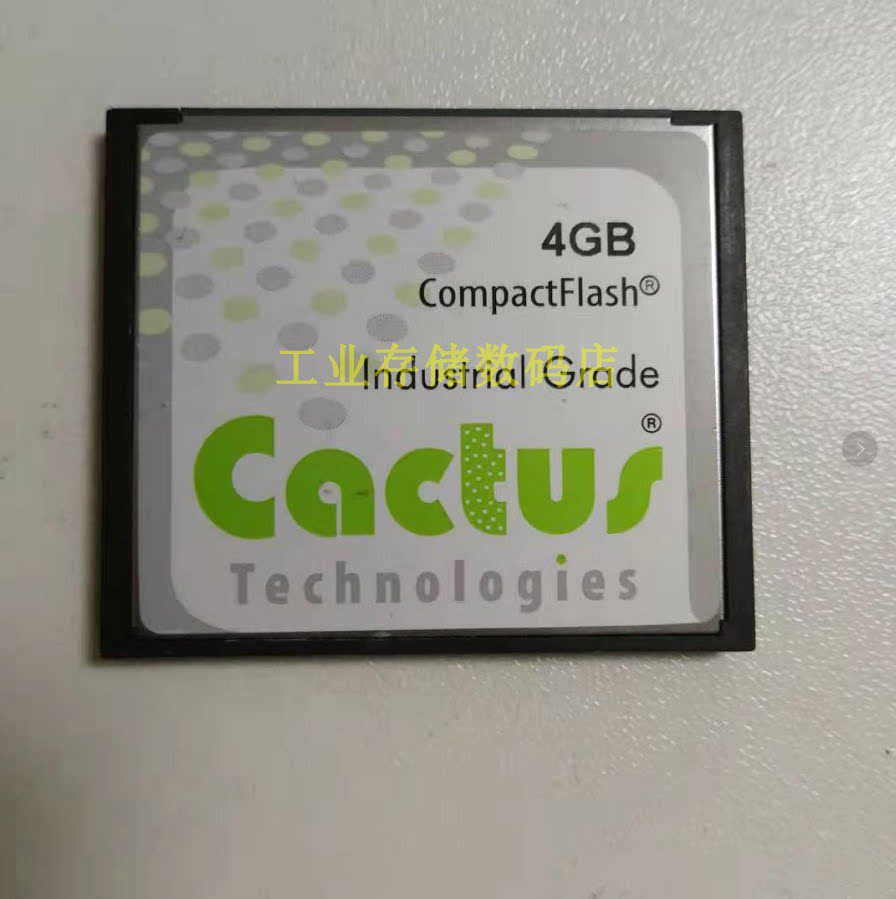 4GB
CompactFlash®
工业存储数码店
Industrial Grade
Cactus®
Technologies